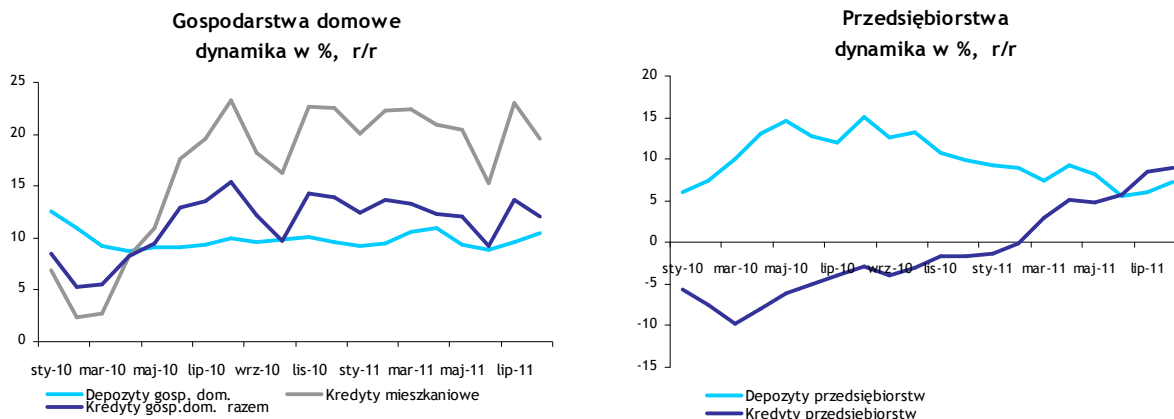 Gospodarstwa domowe
dynamika w %, r/r
25
20
15
10
5
0
sty-10 mar-10 maj-10 lip-10 wrz-10 lis-10 sty-11 mar-11 maj-11 lip-11
Depozyty gosp. dom.
Kredyty mieszkaniowe
Kredyty gosp.dom. razem
Przedsiębiorstwa
dynamika w %, r/r
20
15
10
5
0
-5
-10
-15
sty-10 mar-10 maj-10 lip-10 wrz-10 lis-10 sty-11 mar-11 maj-11 lip-11
Depozyty przedsiębiorstw
Kredyty przedsiębiorstw